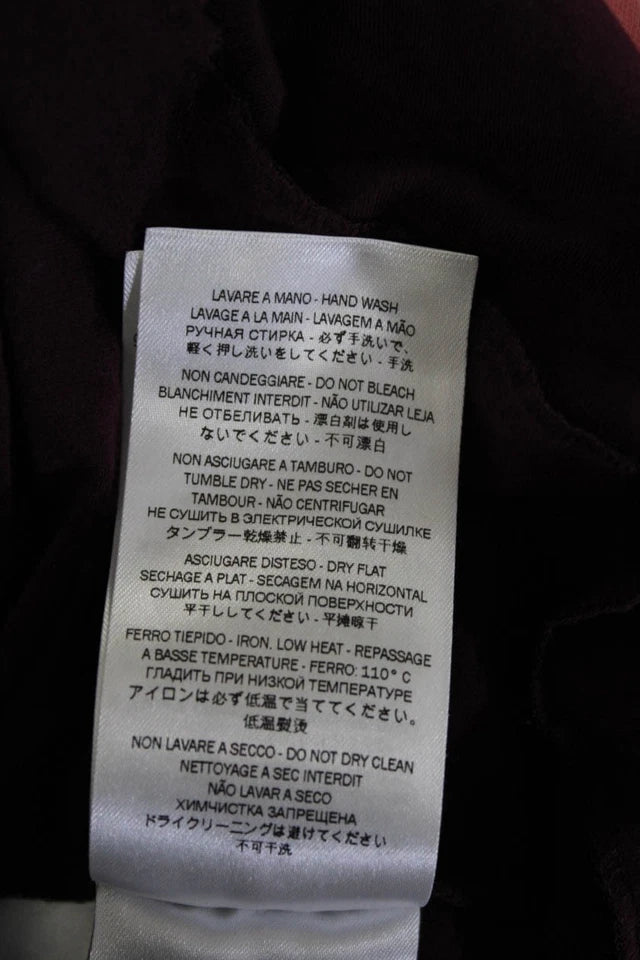 LAVARE A MANO - HAND WASH
LAVAGE A LA MAIN - LAVAGEM A MÃO
РУЧНАЯ СТИРКА - 必ず手洗いで、
軽く押し洗いをしてください - 手洗
NON CANDEGGIARE - DO NOT BLEACH
BLANCHIMENT INTERDIT - NÃO UTILIZAR LEJA
НЕ ОТБЕЛИВАТЬ - 漂白剤は使用し
ないでください - 不可漂白
NON ASCIUGARE A TAMBURO - DO NOT
TUMBLE DRY - NE PAS SECHER EN
TAMBOUR - NÃO CENTRIFUGAR
НЕ СУШИТЬ В ЭЛЕКТРИЧЕСКОЙ СУШИЛКЕ
タンブラー乾燥禁止 - 不可翻转干燥
ASCIUGARE DISTESO - DRY FLAT
SECHAGE A PLAT - SECAGEM NA HORIZONTAL
СУШИТЬ НА ПЛОСКОЙ ПОВЕРХНОСТИ
平干ししてください - 平摊晾干
FERRO TIEPIDO - IRON. LOW HEAT - REPASSAGE
A BASSE TEMPERATURE - FERRO: 110° C
ГЛАДИТЬ ПРИ НИЗКОЙ ТЕМПЕРАТУРЕ
アイロンは必ず低温で当ててください。
低温熨烫
NON LAVARE A SECCO - DO NOT DRY CLEAN
NETTOYAGE A SEC INTERDIT
NÃO LAVAR A SECO
ХИМЧИСТКА ЗАПРЕЩЕНА
ドライクリーニングは避けてください
不可干洗